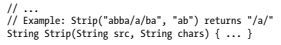 // ...
// Example: Strip("abba/a/ba", "ab") returns "/a/"
String Strip(String src, String chars) { ... }